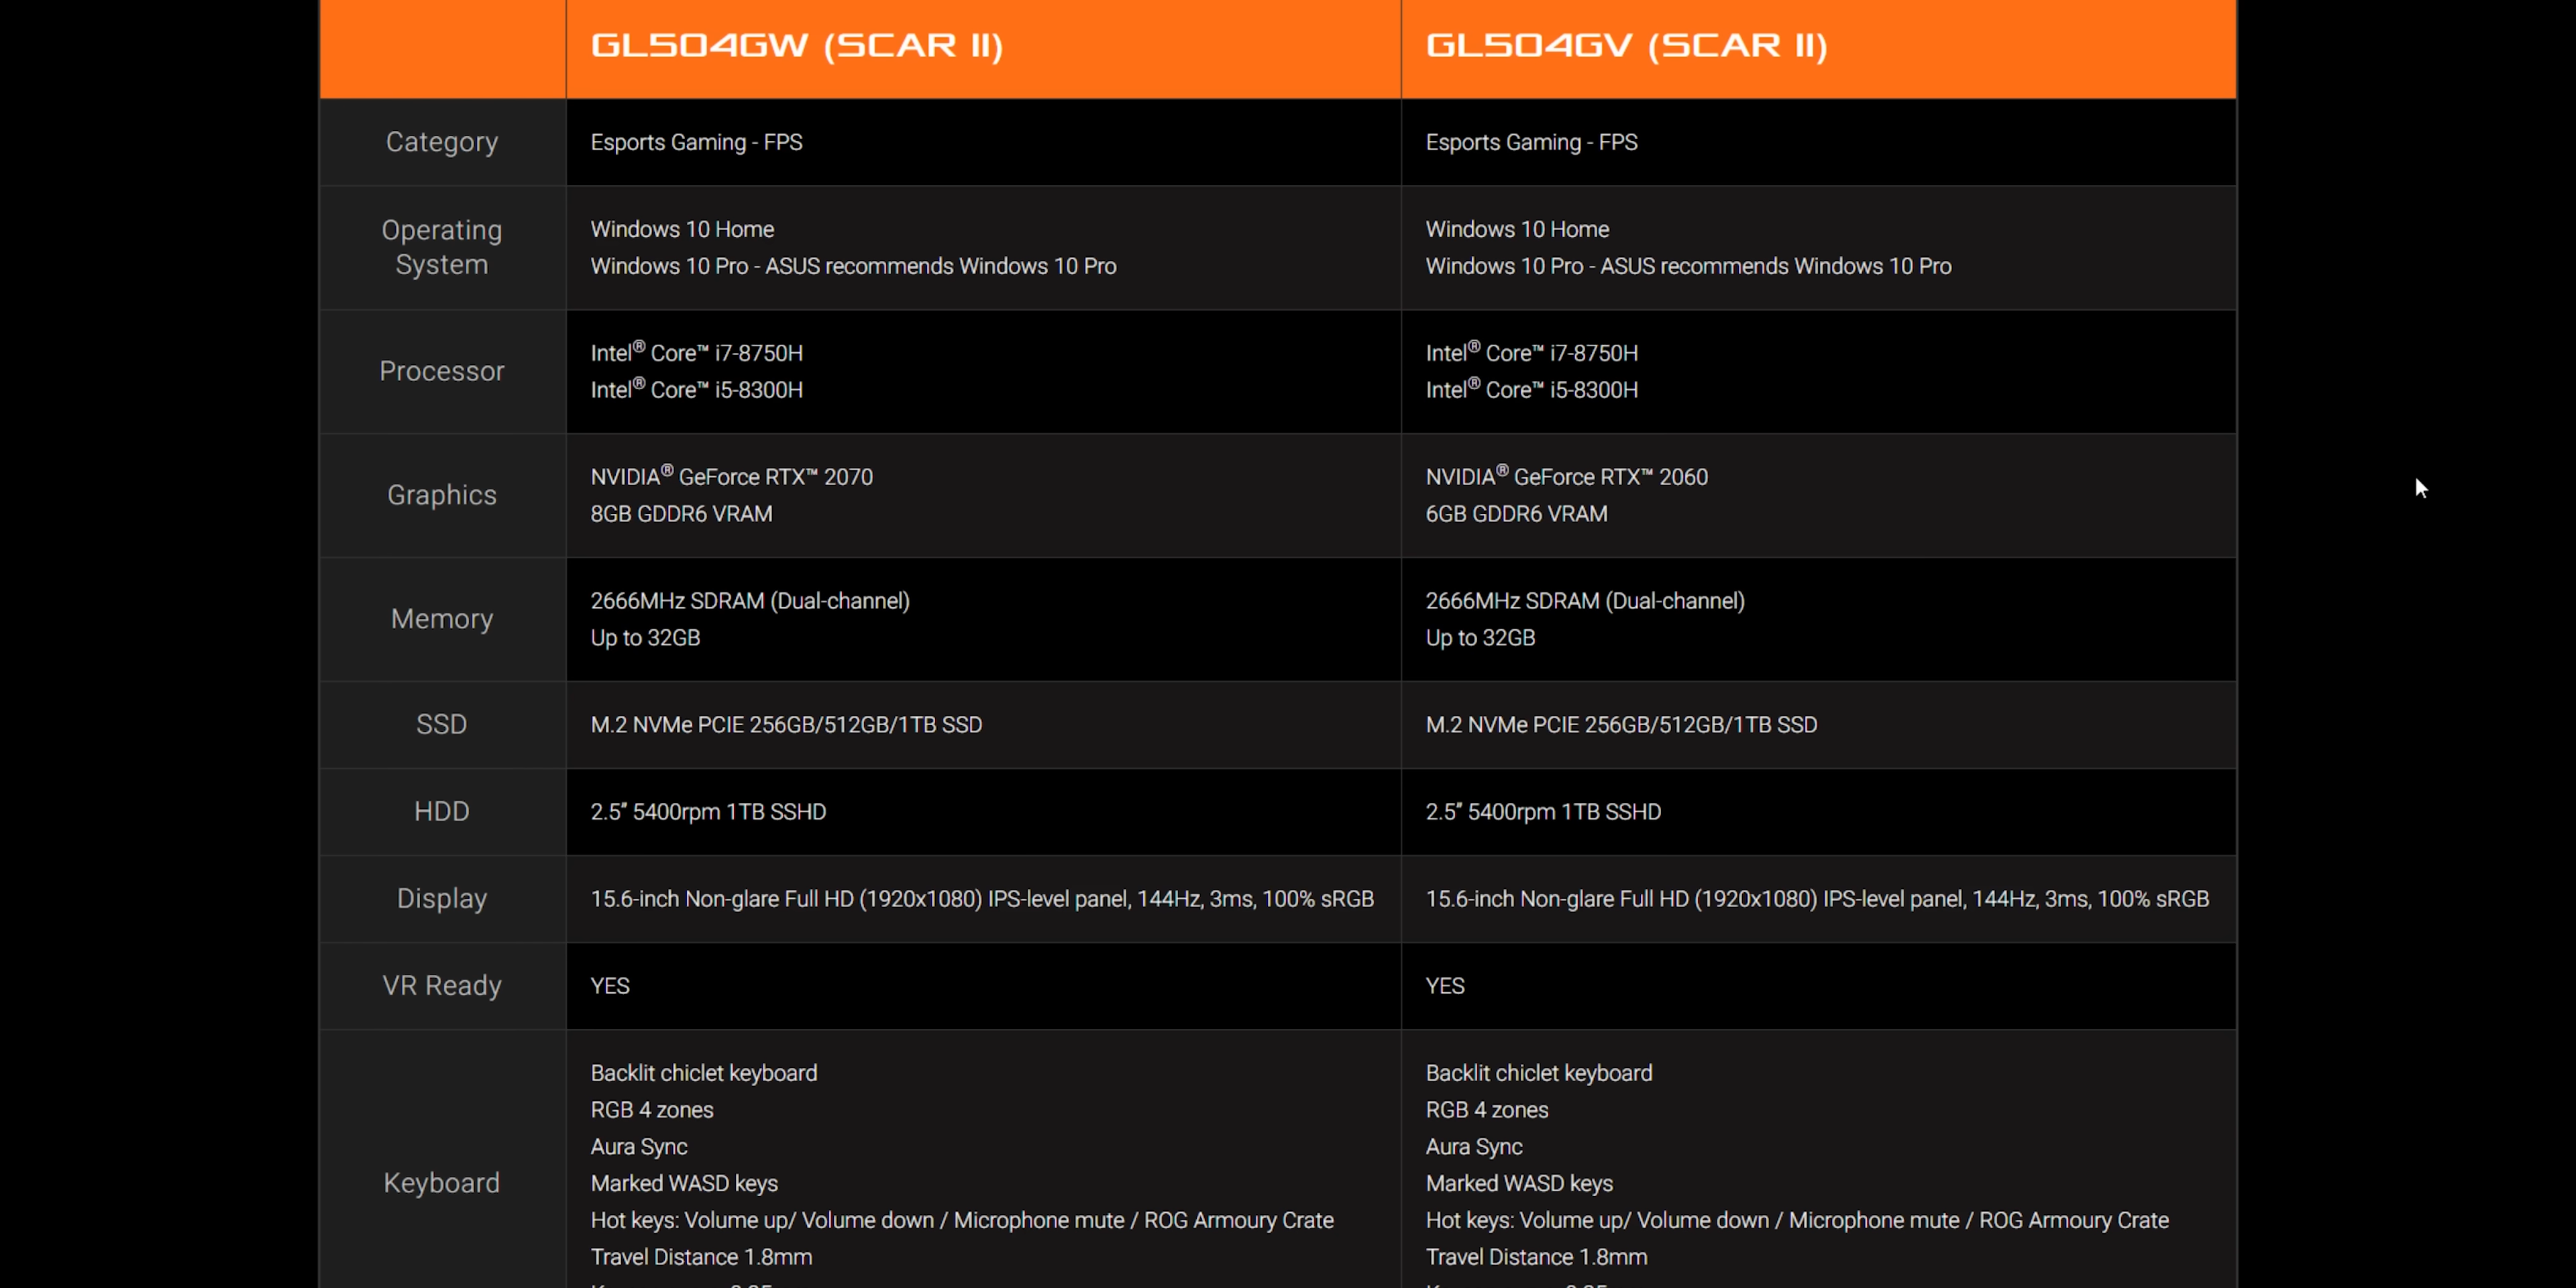 GL504GW (SCAR II) GL504GV (SCAR II)
Category Esports Gaming - FPS Esports Gaming - FPS
Operating System
Windows 10 Home Windows 10 Home
Windows 10 Pro - ASUS recommends Windows 10 Pro Windows 10 Pro - ASUS recommends Windows 10 Pro
Processor
Intel® Core™ i7-8750H Intel® Core™ i7-8750H
Intel® Core™ i5-8300H Intel® Core™ i5-8300H
Graphics
NVIDIA® GeForce RTX™ 2070 NVIDIA® GeForce RTX™ 2060
8GB GDDR6 VRAM 6GB GDDR6 VRAM
Memory
2666MHz SDRAM (Dual-channel) 2666MHz SDRAM (Dual-channel)
Up to 32GB Up to 32GB
SSD M.2 NVMe PCIE 256GB/512GB/1TB SSD M.2 NVMe PCIE 256GB/512GB/1TB SSD
HDD 2.5” 5400rpm 1TB SSHD 2.5” 5400rpm 1TB SSHD
Display 15.6-inch Non-glare Full HD (1920x1080) IPS-level panel, 144Hz, 3ms, 100% sRGB 15.6-inch Non-glare Full HD (1920x1080) IPS-level panel, 144Hz, 3ms, 100% sRGB
VR Ready YES YES
Keyboard
Backlit chiclet keyboard Backlit chiclet keyboard
RGB 4 zones RGB 4 zones
Aura Sync Aura Sync
Marked WASD keys Marked WASD keys
Hot keys: Volume up/ Volume down / Microphone mute / ROG Armoury Crate Hot keys: Volume up/ Volume down / Microphone mute / ROG Armoury Crate
Travel Distance 1.8mm Travel Distance 1.8mm